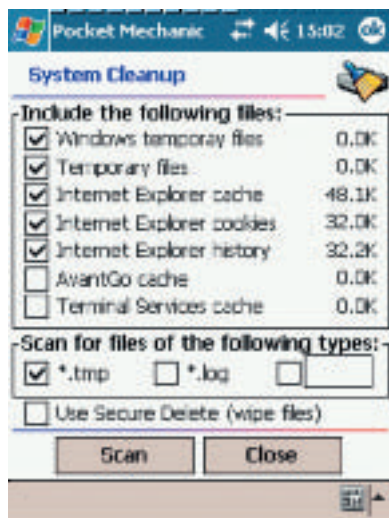 Pocket Mechanic 15:02 ok
System Cleanup
Include the following files:
Windows temporay files 0.0K
Temporary files 0.0K
Internet Explorer cache 48.1K
Internet Explorer cookies 32.0K
Internet Explorer history 32.2K
AvantGo cache 0.0K
Terminal Services cache 0.0K
Scan for files of the following types:
*.tmp *.log
Use Secure Delete (wipe files)
Scan Close